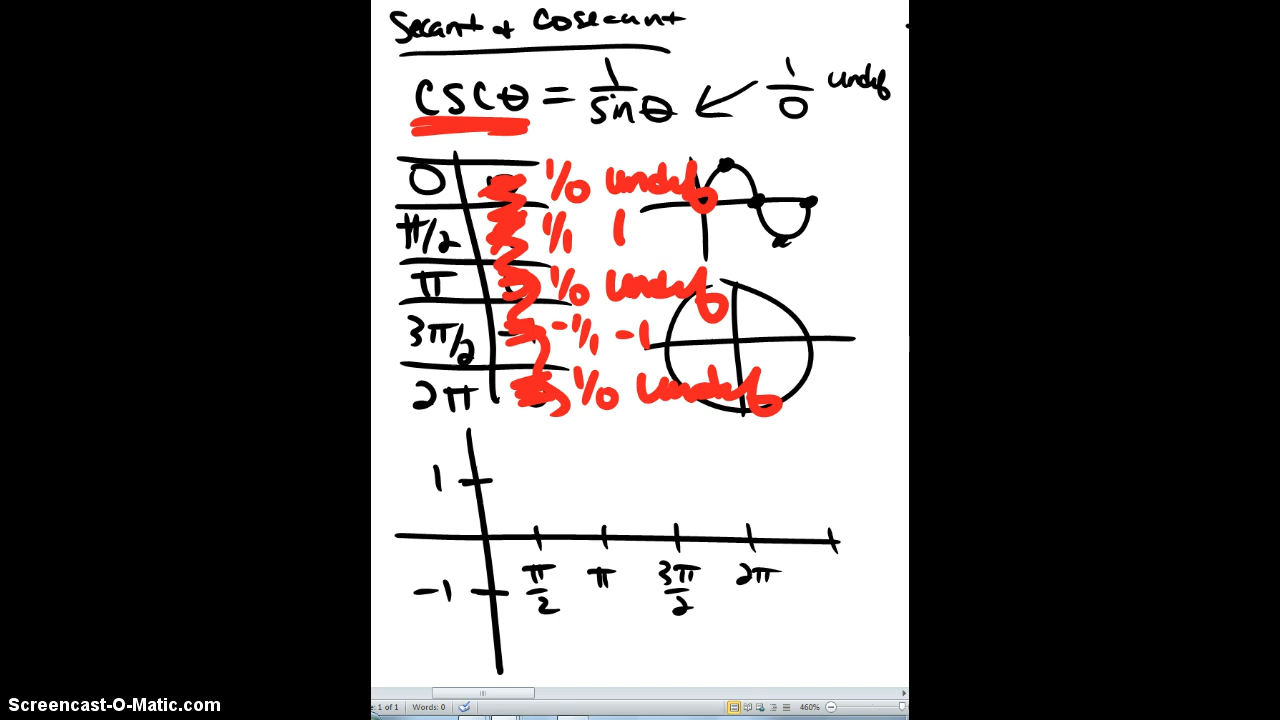 Secant & Cosecant
CSC θ = 1/sin θ ← 1/0 undef
0 1/0 undef
π/2 1/1 1
π 1/0 undef
3π/2 -1/1 -1
2π 1/0 undef
1
-1 π/2 π 3π/2 2π
: 1 of 1 Words: 0 460%
Screencast-O-Matic.com